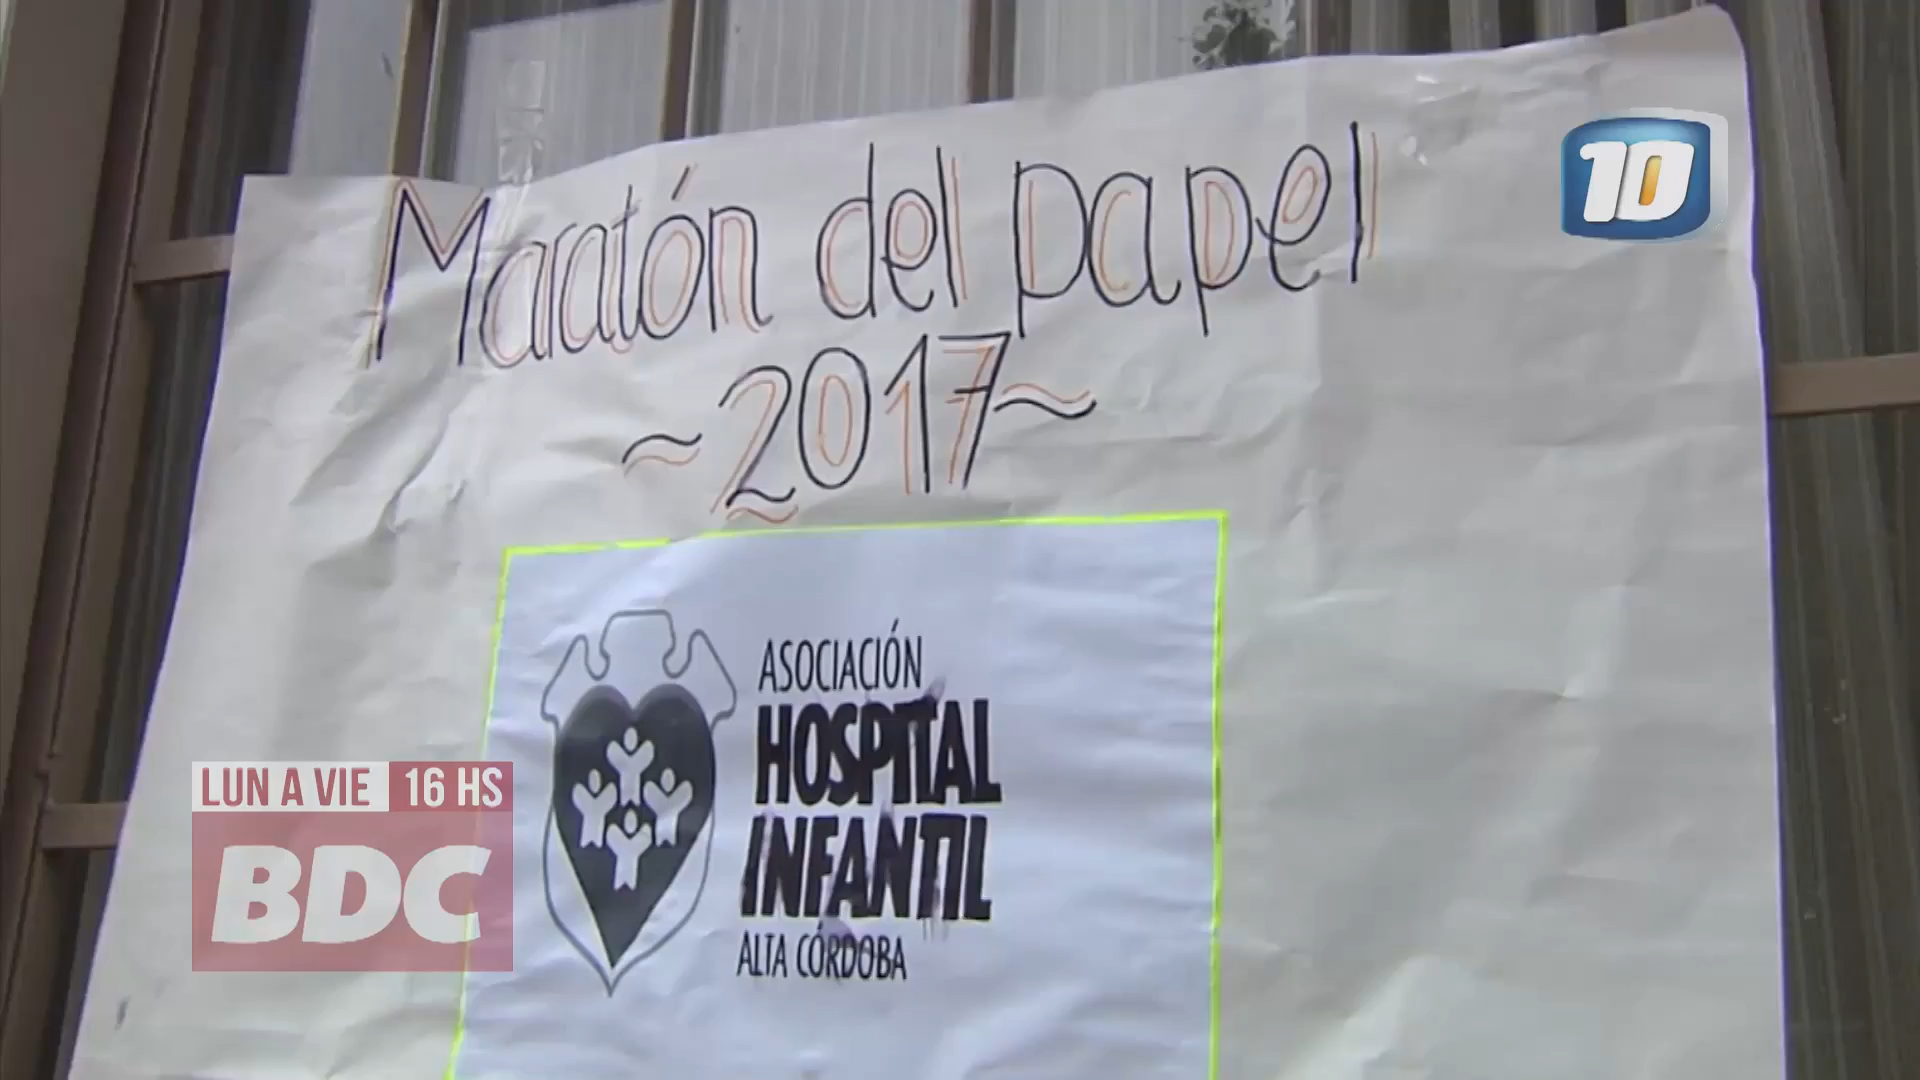 Maratón del papel
~2017~
10
ASOCIACIÓN
HOSPITAL
INFANTIL
ALTA CÓRDOBA
LUN A VIE 16 HS
BDC